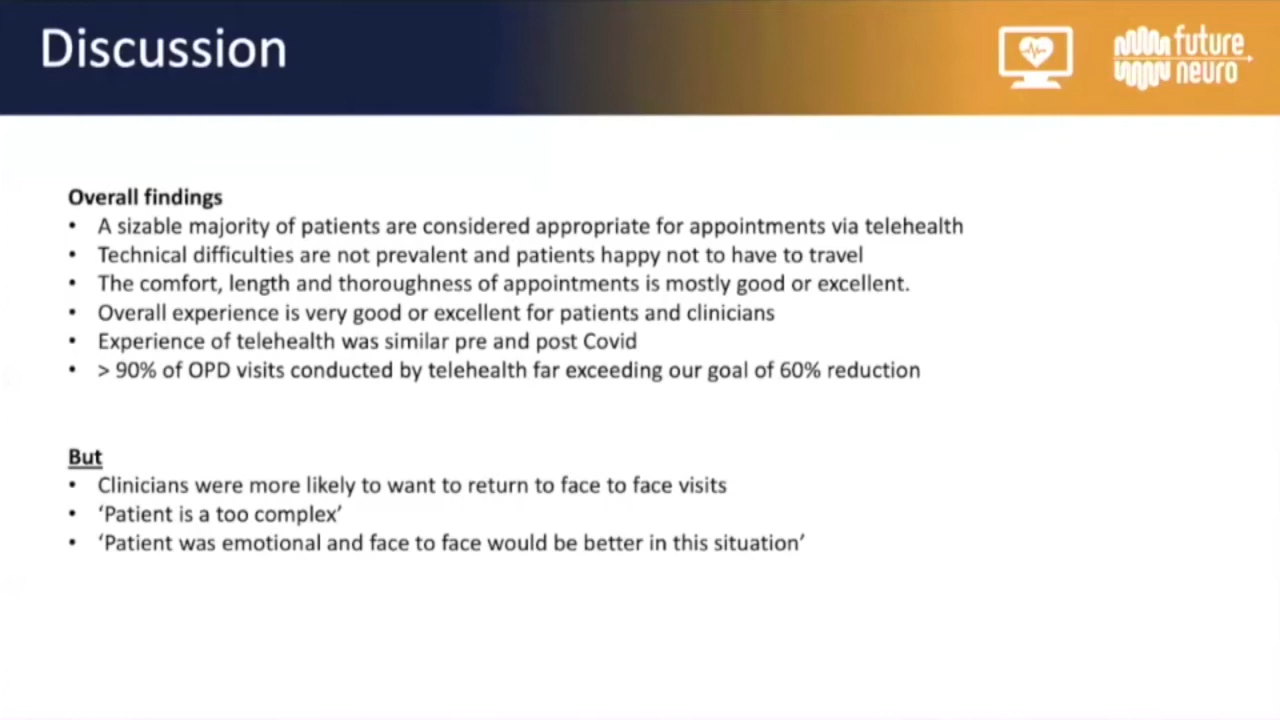 Discussion
future
neuro
Overall findings
• A sizable majority of patients are considered appropriate for appointments via telehealth
• Technical difficulties are not prevalent and patients happy not to have to travel
• The comfort, length and thoroughness of appointments is mostly good or excellent.
• Overall experience is very good or excellent for patients and clinicians
• Experience of telehealth was similar pre and post Covid
• > 90% of OPD visits conducted by telehealth far exceeding our goal of 60% reduction
But
• Clinicians were more likely to want to return to face to face visits
• ‘Patient is a too complex’
• ‘Patient was emotional and face to face would be better in this situation’